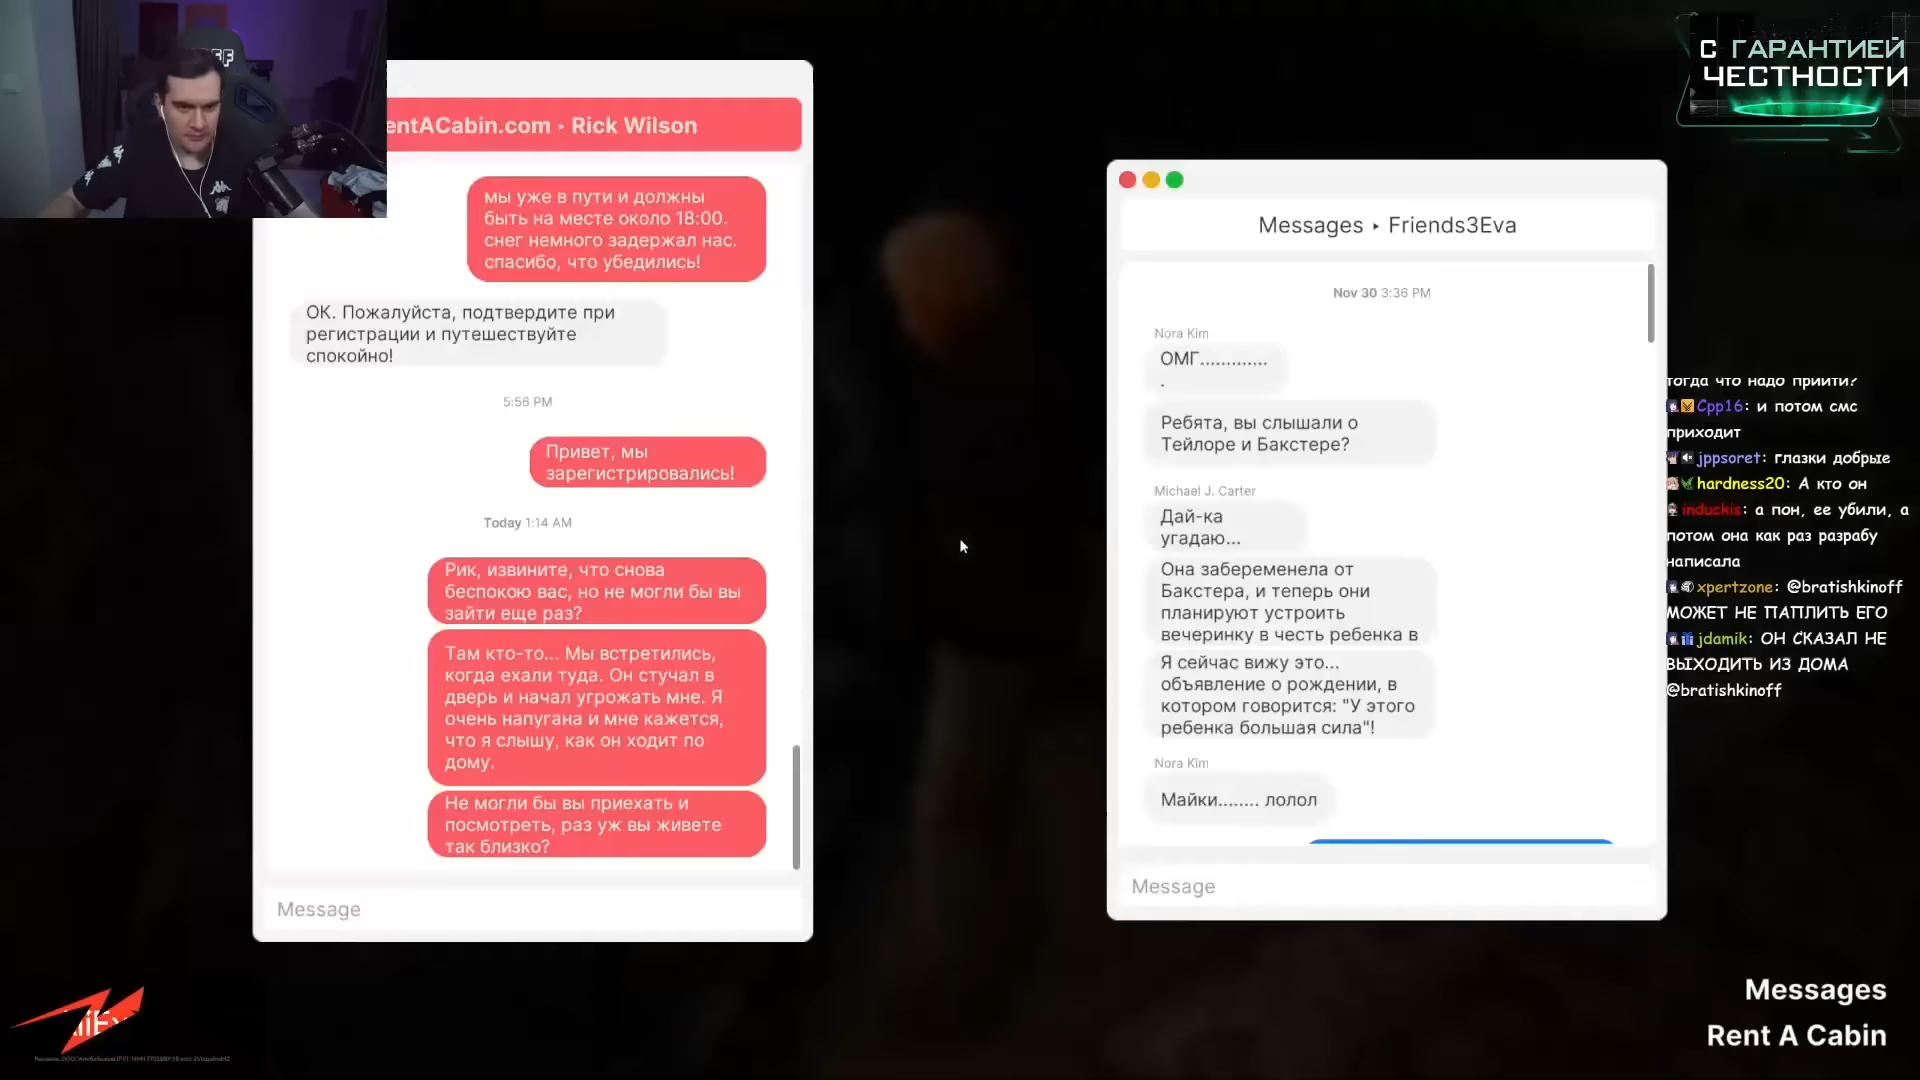 FF
С ГАРАНТИЕЙ
ЧЕСТНОСТИ
entACabin.com ▸ Rick Wilson
мы уже в пути и должны
быть на месте около 18:00.
снег немного задержал нас.
спасибо, что убедились!
ОК. Пожалуйста, подтвердите при
регистрации и путешествуйте
спокойно!
5:56 PM
Привет, мы
зарегистрировались!
Today 1:14 AM
Рик, извините, что снова
беспокою вас, но не могли бы вы
зайти еще раз?
Там кто-то... Мы встретились,
когда ехали туда. Он стучал в
дверь и начал угрожать мне. Я
очень напугана и мне кажется,
что я слышу, как он ходит по
дому.
Не могли бы вы приехать и
посмотреть, раз уж вы живете
так близко?
Message
Messages ▸ Friends3Eva
Nov 30 3:36 PM
Nora Kim
ОМГ.............
.
Ребята, вы слышали о
Тейлоре и Бакстере?
Michael J. Carter
Дай-ка
угадаю...
Она забеременела от
Бакстера, и теперь они
планируют устроить
вечеринку в честь ребенка в
Я сейчас вижу это...
объявление о рождении, в
котором говорится: "У этого
ребенка большая сила"!
Nora Kim
Майки........ лолол
Message
тогда что надо прийти?
Cpp16: и потом смс
приходит
jppsoret: глазки добрые
hardness20: А кто он
induckis: а пон, ее убили, а
потом она как раз разрабу
написала
xpertzone: @bratishkinoff
МОЖЕТ НЕ ПАПЛИТЬ ЕГО
jdamik: ОН СКАЗАЛ НЕ
ВЫХОДИТЬ ИЗ ДОМА
@bratishkinoff
Messages
Rent A Cabin